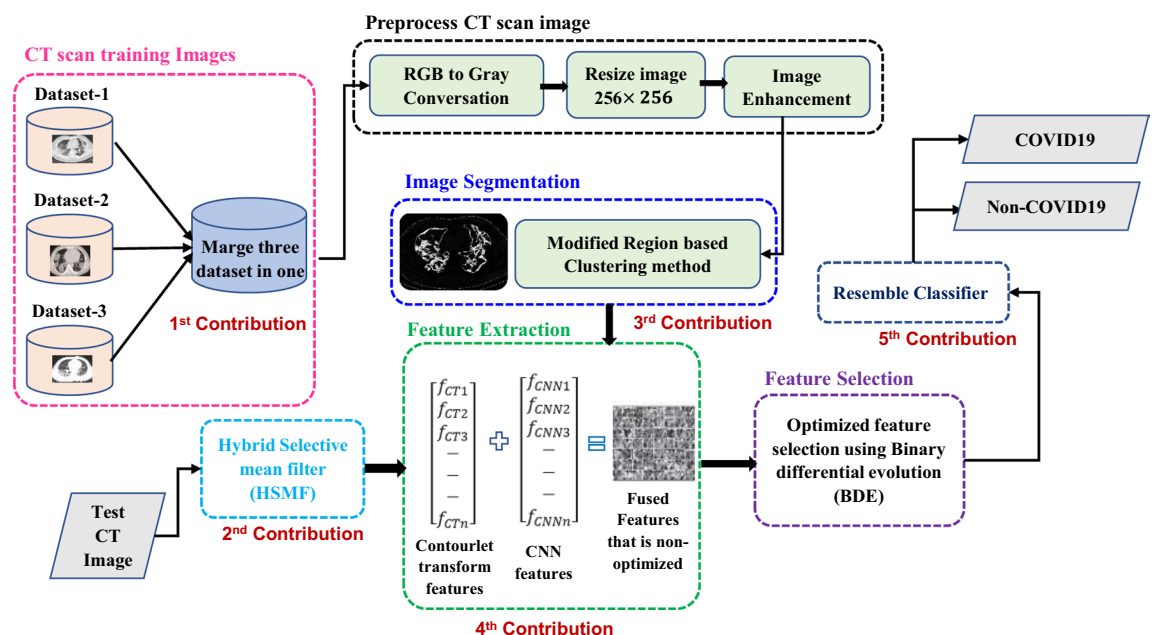 Preprocess CT scan image
CT scan training Images
RGB to Gray
Conversation
Resize image
256× 256
Image
Enhancement
Dataset-1
Dataset-2
Dataset-3
Marge three
dataset in one
1st Contribution
COVID19
Non-COVID19
Image Segmentation
Modified Region based
Clustering method
3rd Contribution
Resemble Classifier
5th Contribution
Feature Extraction
fCT1
fCT2
fCT3
–
–
–
fCTn
+
fCNN1
fCNN2
fCNN3
–
–
–
fCNNn
=
Contourlet
transform
features
CNN
features
Fused
Features
that is non-
optimized
4th Contribution
Feature Selection
Optimized feature
selection using Binary
differential evolution
(BDE)
Hybrid Selective
mean filter
(HSMF)
2nd Contribution
Test
CT
Image